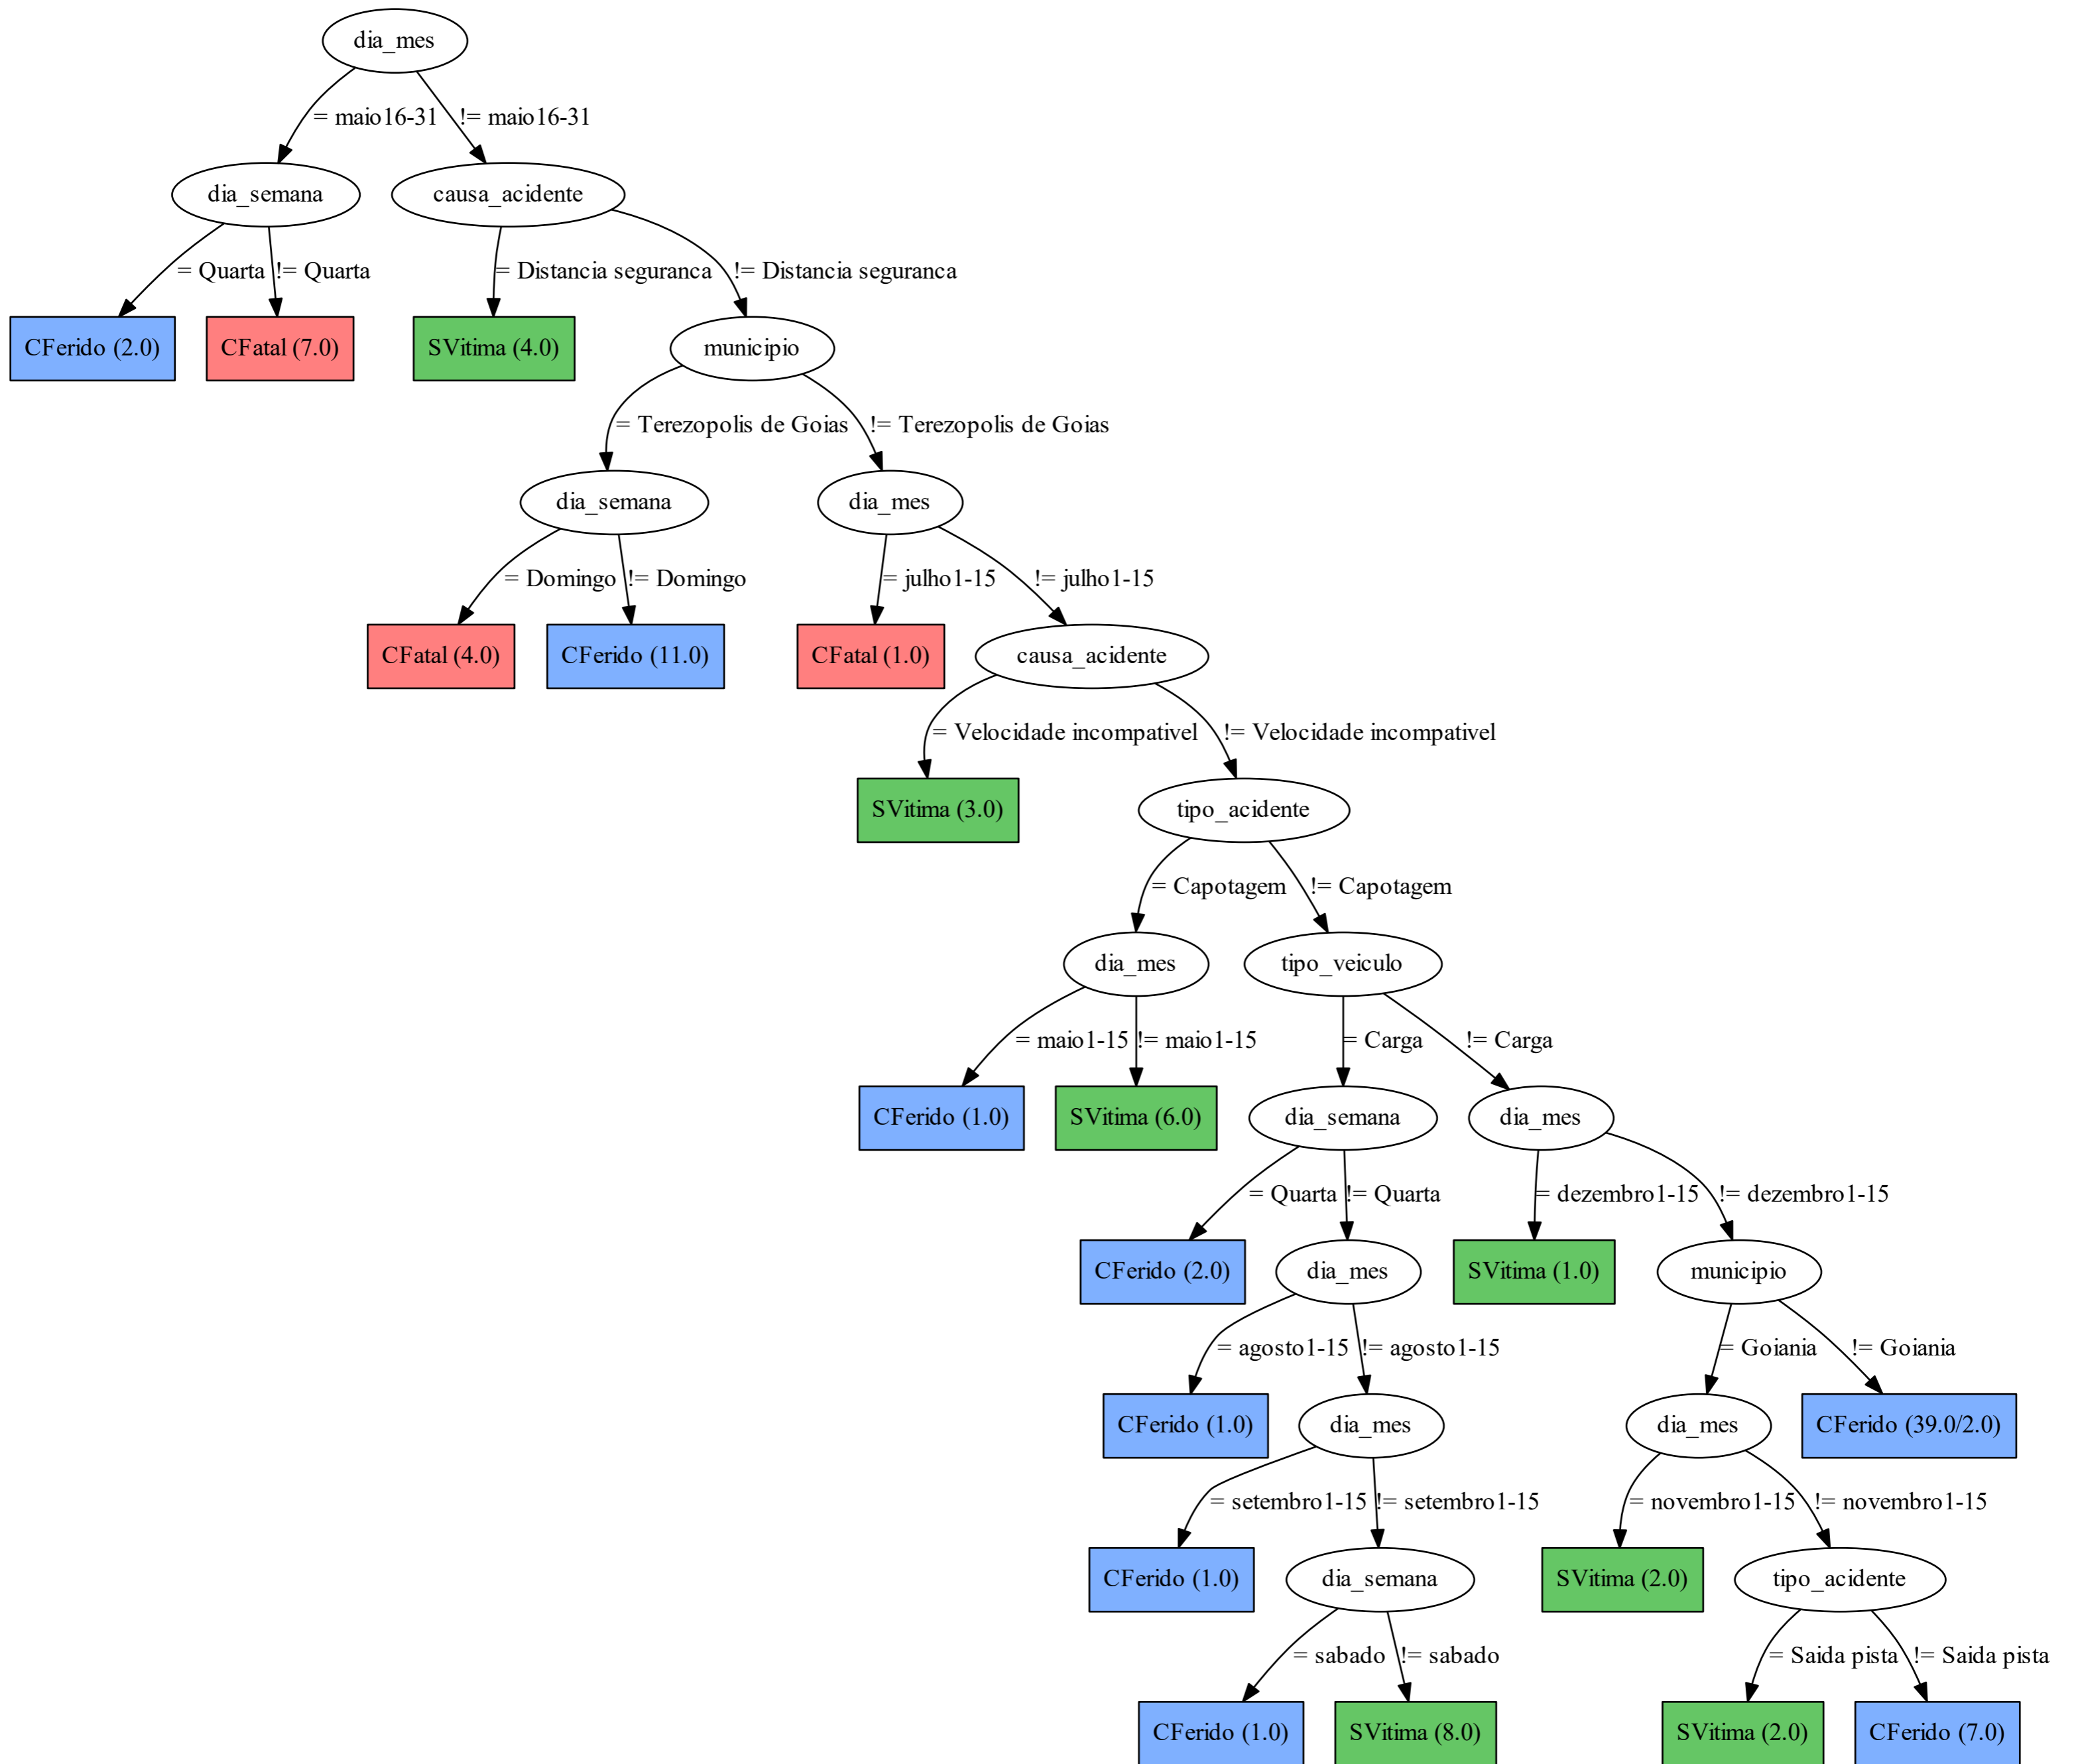 dia_mes
= maio16-31
!= maio16-31
dia_semana
causa_acidente
= Quarta
!= Quarta
= Distancia seguranca
!= Distancia seguranca
CFerido (2.0)
CFatal (7.0)
SVitima (4.0)
municipio
= Terezopolis de Goias
!= Terezopolis de Goias
dia_semana
dia_mes
= Domingo
!= Domingo
= julho1-15
!= julho1-15
CFatal (4.0)
CFerido (11.0)
CFatal (1.0)
causa_acidente
= Velocidade incompativel
!= Velocidade incompativel
SVitima (3.0)
tipo_acidente
= Capotagem
!= Capotagem
dia_mes
tipo_veiculo
= maio1-15
!= maio1-15
= Carga
!= Carga
CFerido (1.0)
SVitima (6.0)
dia_semana
dia_mes
= Quarta
!= Quarta
= dezembro1-15
!= dezembro1-15
CFerido (2.0)
dia_mes
SVitima (1.0)
municipio
= agosto1-15
!= agosto1-15
= Goiania
!= Goiania
CFerido (1.0)
dia_mes
dia_mes
CFerido (39.0/2.0)
= setembro1-15
!= setembro1-15
= novembro1-15
!= novembro1-15
CFerido (1.0)
dia_semana
SVitima (2.0)
tipo_acidente
= sabado
!= sabado
= Saida pista
!= Saida pista
CFerido (1.0)
SVitima (8.0)
SVitima (2.0)
CFerido (7.0)